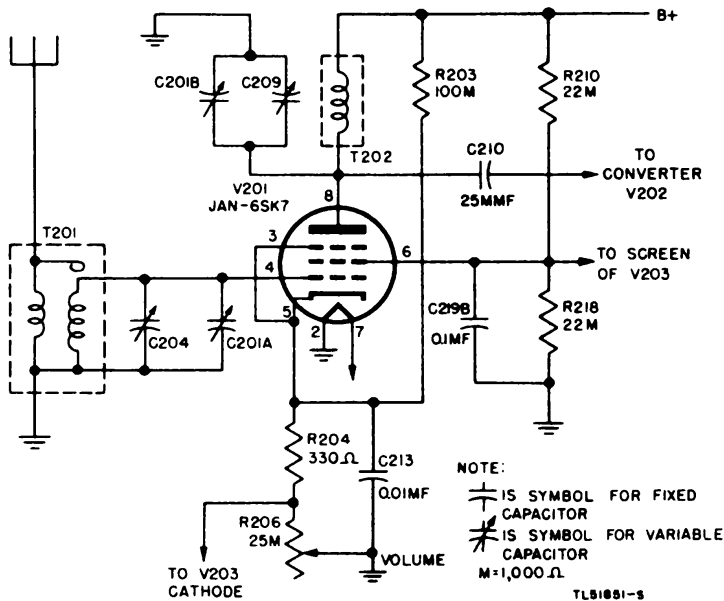 B+
C201B
C209
R203
100M
R210
22M
T202
C210
25MMF
TO
CONVERTER
V202
V201
JAN-6SK7
8
T201
3
4
6
TO SCREEN
OF V203
C204
C201A
5
2
7
C219B
0.1MF
R218
22M
R204
330Ω
C213
0.01MF
R206
25M
VOLUME
TO V203
CATHODE
NOTE:
IS SYMBOL FOR FIXED
CAPACITOR
IS SYMBOL FOR VARIABLE
CAPACITOR
M=1,000Ω
TL51851-S